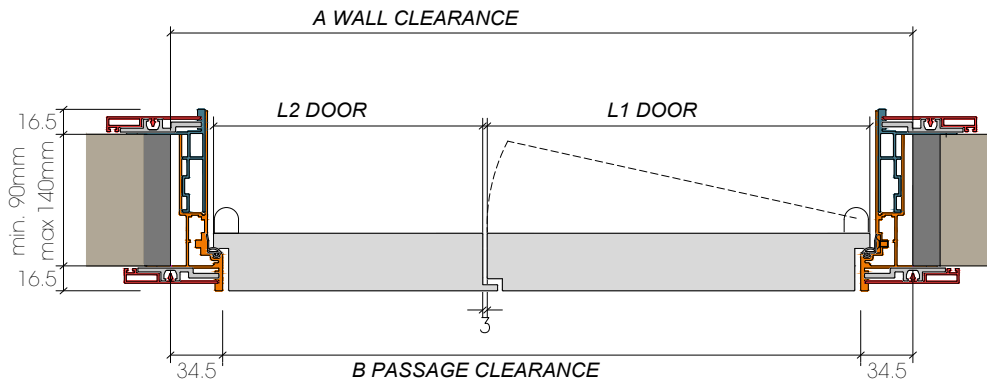 A WALL CLEARANCE
L2 DOOR
L1 DOOR
16.5
min. 90mm
max 140mm
16.5
3
34.5
B PASSAGE CLEARANCE
34.5